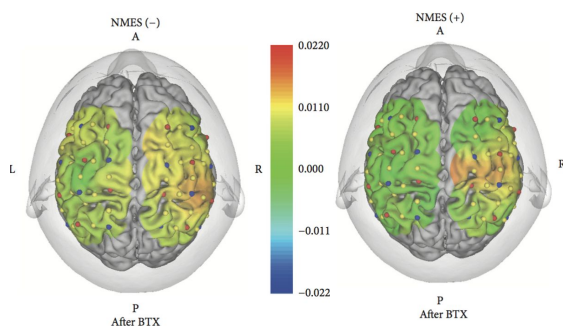 NMES (−)
A
L
R
P
After BTX
0.0220
0.0110
0.000
−0.011
−0.022
NMES (+)
A
R
P
After BTX